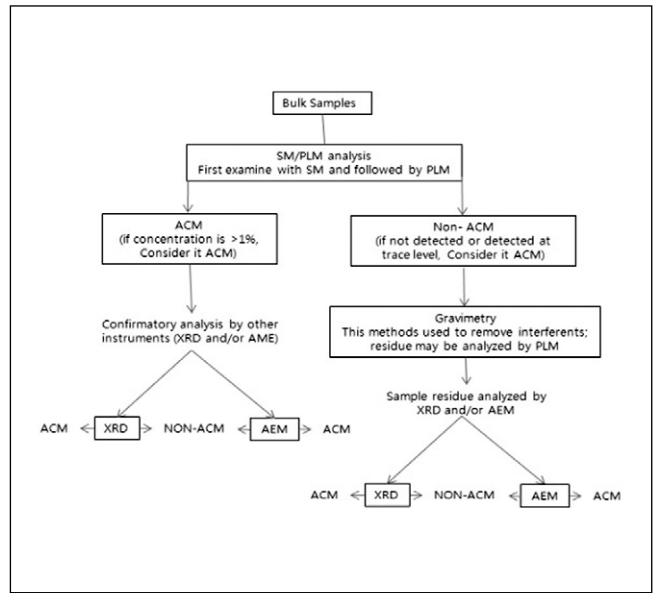 Bulk Samples
SM/PLM analysis
First examine with SM and followed by PLM
ACM
(if concentration is >1%,
Consider it ACM)
Non- ACM
(if not detected or detected at
trace level, Consider it ACM)
Confirmatory analysis by other
instruments (XRD and/or AME)
Gravimetry
This methods used to remove interferents;
residue may be analyzed by PLM
Sample residue analyzed by
XRD and/or AEM
ACM XRD NON-ACM AEM ACM
ACM XRD NON-ACM AEM ACM